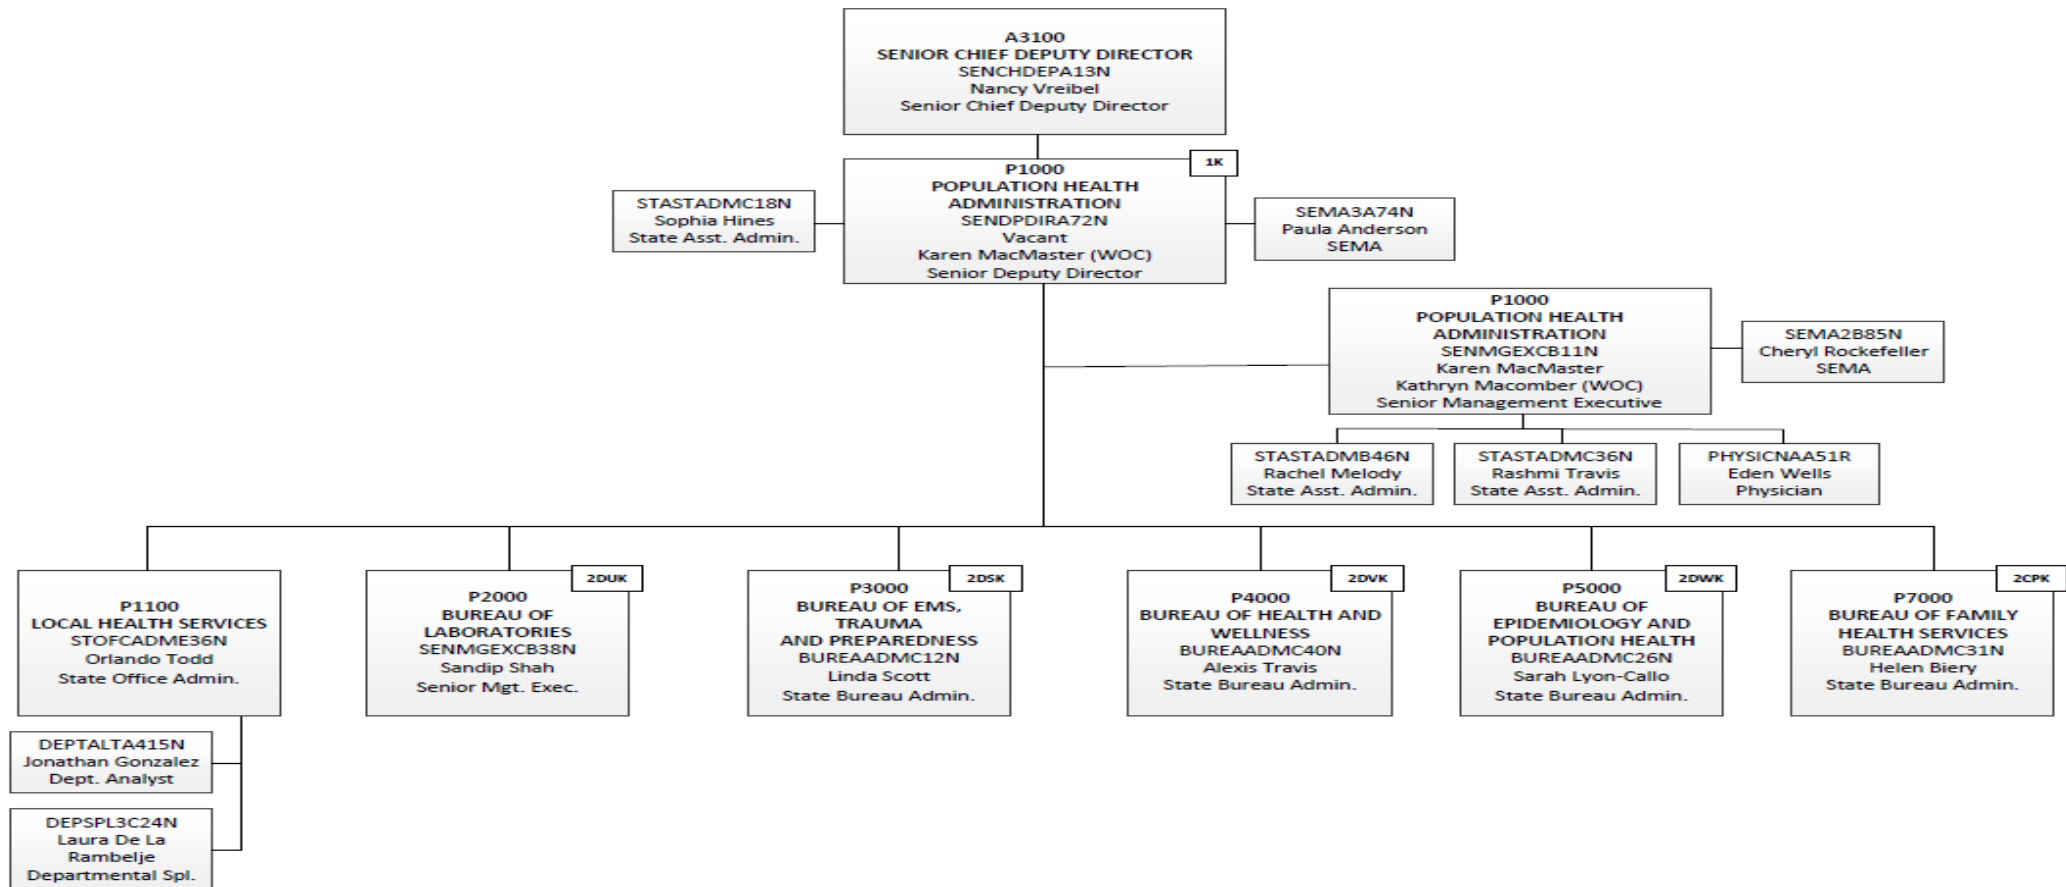 A3100
SENIOR CHIEF DEPUTY DIRECTOR
SENCHDEPA13N
Nancy Vreibel
Senior Chief Deputy Director
1K
P1000
POPULATION HEALTH
ADMINISTRATION
SENDPDIRA72N
Vacant
Karen MacMaster (WOC)
Senior Deputy Director
STASTADMC18N
Sophia Hines
State Asst. Admin.
SEMA3A74N
Paula Anderson
SEMA
P1000
POPULATION HEALTH
ADMINISTRATION
SENMGEXCB11N
Karen MacMaster
Kathryn Macomber (WOC)
Senior Management Executive
SEMA2B85N
Cheryl Rockefeller
SEMA
STASTADMB46N
Rachel Melody
State Asst. Admin.
STASTADMC36N
Rashmi Travis
State Asst. Admin.
PHYSICNAA51R
Eden Wells
Physician
P1100
LOCAL HEALTH SERVICES
STOFCADME36N
Orlando Todd
State Office Admin.
2DUK
P2000
BUREAU OF
LABORATORIES
SENMGEXCB38N
Sandip Shah
Senior Mgt. Exec.
2DSK
P3000
BUREAU OF EMS,
TRAUMA
AND PREPAREDNESS
BUREAADMC12N
Linda Scott
State Bureau Admin.
2DVK
P4000
BUREAU OF HEALTH AND
WELLNESS
BUREAADMC40N
Alexis Travis
State Bureau Admin.
2DWK
P5000
BUREAU OF
EPIDEMIOLOGY AND
POPULATION HEALTH
BUREAADMC26N
Sarah Lyon-Callo
State Bureau Admin.
2CPK
P7000
BUREAU OF FAMILY
HEALTH SERVICES
BUREAADMC31N
Helen Biery
State Bureau Admin.
DEPTALTA415N
Jonathan Gonzalez
Dept. Analyst
DEPSPL3C24N
Laura De La
Rambelje
Departmental Spl.